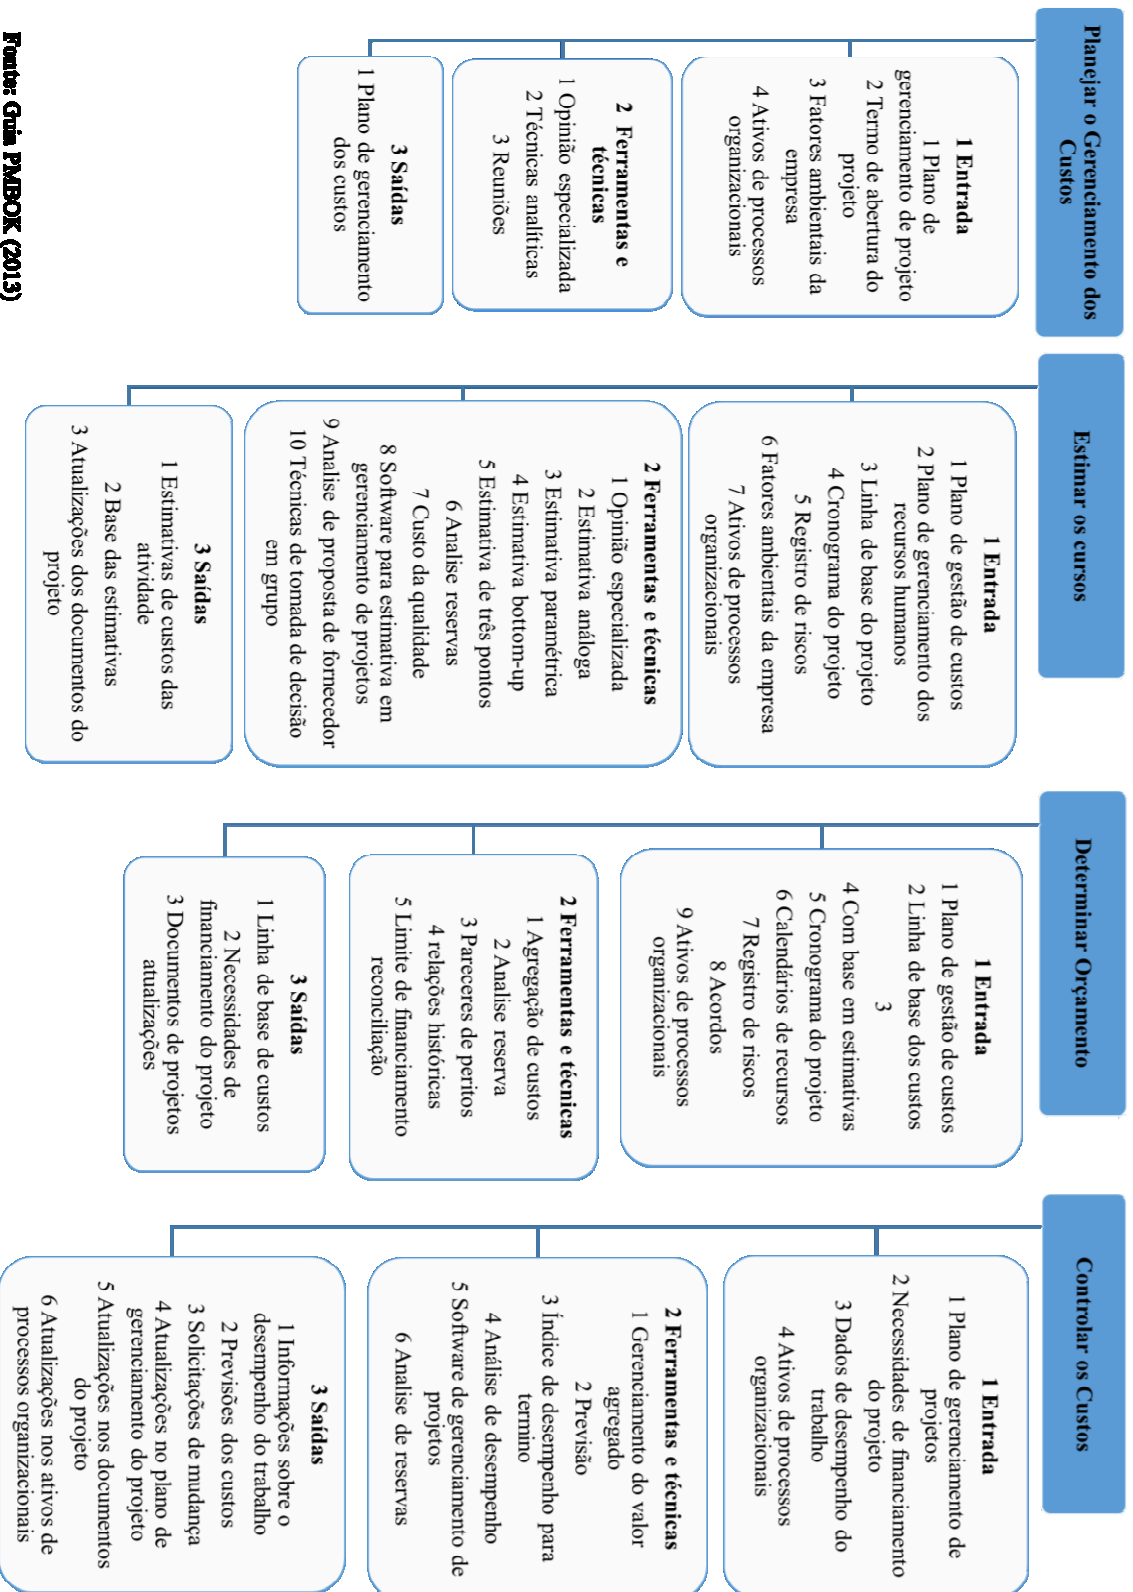 Planejar o Gerenciamento dos
Custos
1 Entrada
1 Plano de
gerenciamento de projeto
2 Termo de abertura do
projeto
3 Fatores ambientais da
empresa
4 Ativos de processos
organizacionais
2 Ferramentas e
técnicas
1 Opinião especializada
2 Técnicas analíticas
3 Reuniões
3 Saídas
1 Plano de gerenciamento
dos custos
Estimar os cursos
1 Entrada
1 Plano de gestão de custos
2 Plano de gerenciamento dos
recursos humanos
3 Linha de base do projeto
4 Cronograma do projeto
5 Registro de riscos
6 Fatores ambientais da empresa
7 Ativos de processos
organizacionais
2 Ferramentas e técnicas
1 Opinião especializada
2 Estimativa análoga
3 Estimativa paramétrica
4 Estimativa bottom-up
5 Estimativa de três pontos
6 Analise reservas
7 Custo da qualidade
8 Software para estimativa em
gerenciamento de projetos
9 Analise de proposta de fornecedor
10 Técnicas de tomada de decisão
em grupo
3 Saídas
1 Estimativas de custos das
atividade
2 Base das estimativas
3 Atualizações dos documentos do
projeto
Determinar Orçamento
1 Entrada
1 Plano de gestão de custos
2 Linha de base dos custos
3
4 Com base em estimativas
5 Cronograma do projeto
6 Calendários de recursos
7 Registro de riscos
8 Acordos
9 Ativos de processos
organizacionais
2 Ferramentas e técnicas
1 Agregação de custos
2 Analise reserva
3 Pareceres de peritos
4 relações históricas
5 Limite de financiamento
reconciliação
3 Saídas
1 Linha de base de custos
2 Necessidades de
financiamento do projeto
3 Documentos de projetos
atualizações
Controlar os Custos
1 Entrada
1 Plano de gerenciamento de
projetos
2 Necessidades de financiamento
do projeto
3 Dados de desempenho do
trabalho
4 Ativos de processos
organizacionais
2 Ferramentas e técnicas
1 Gerenciamento do valor
agregado
2 Previsão
3 Índice de desempenho para
termino
4 Análise de desempenho
5 Software de gerenciamento de
projetos
6 Analise de reservas
3 Saídas
1 Informações sobre o
desempenho do trabalho
2 Previsões dos custos
3 Solicitações de mudança
4 Atualizações no plano de
gerenciamento do projeto
5 Atualizações nos documentos
do projeto
6 Atualizações nos ativos de
processos organizacionais
Fonte: Guia PMBOK (2013)